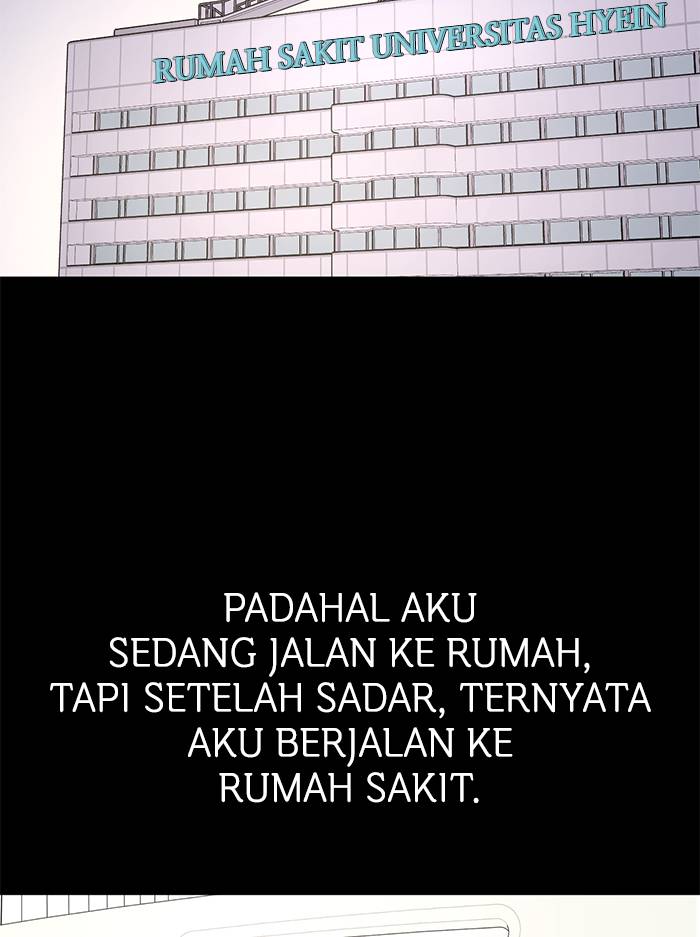 RUMAH SAKIT UNIVERSITAS HYEIN
PADAHAL AKU
SEDANG JALAN KE RUMAH,
TAPI SETELAH SADAR, TERNYATA
AKU BERJALAN KE
RUMAH SAKIT.